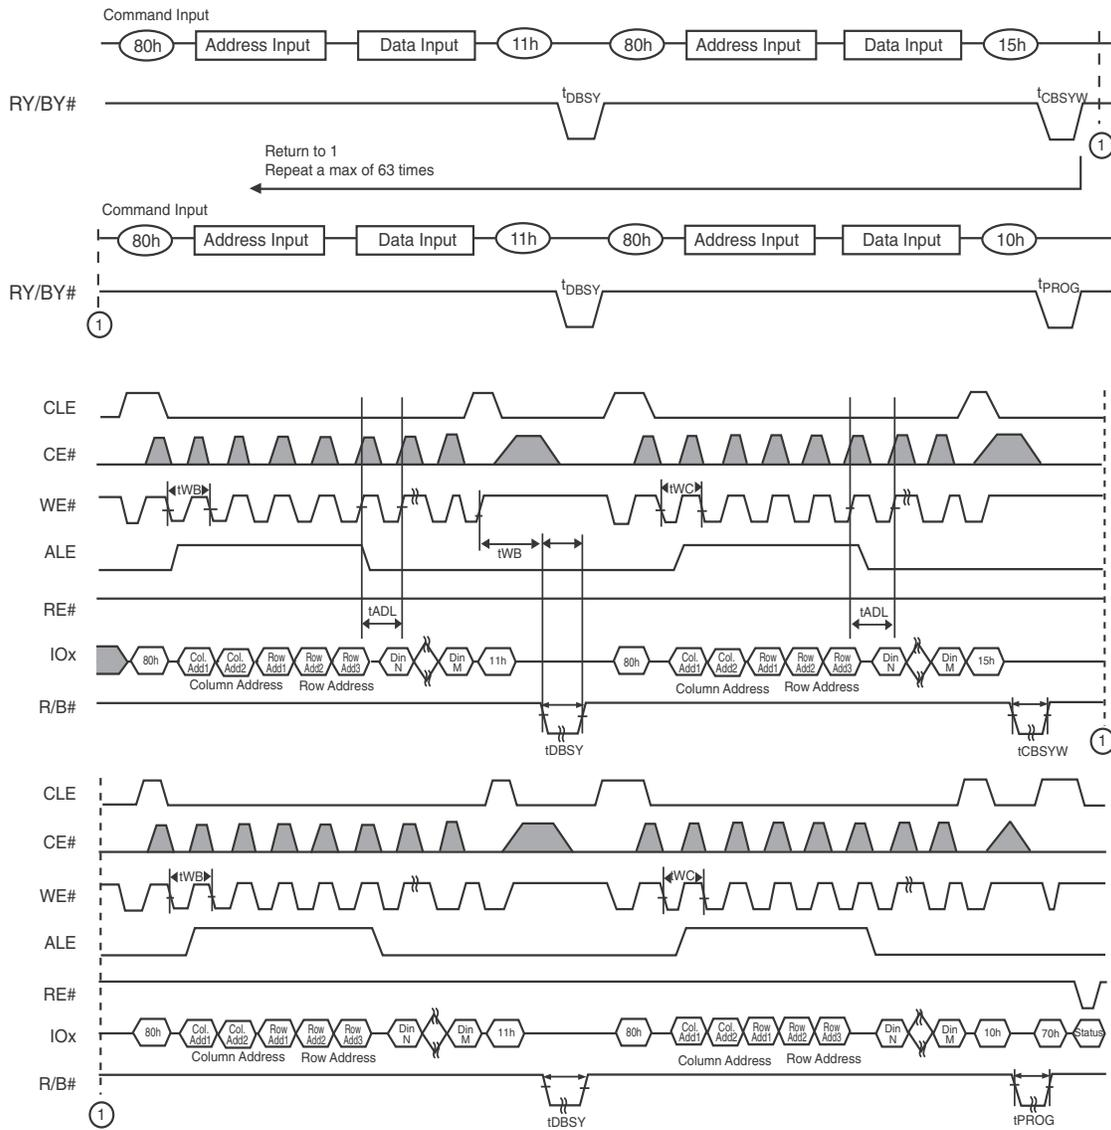 Command Input
80h Address Input Data Input 11h 80h Address Input Data Input 15h
RY/BY# tDBSY tCBSYW
1
Return to 1
Repeat a max of 63 times
Command Input
80h Address Input Data Input 11h 80h Address Input Data Input 10h
RY/BY# tDBSY tPROG
1
CLE
CE#
WE# tWB tWC
ALE tWB
RE# tADL tADL
IOx 80h Col. Add1 Col. Add2 Row Add1 Row Add2 Row Add3 Din N Din M 11h 80h Col. Add1 Col. Add2 Row Add1 Row Add2 Row Add3 Din N Din M 15h
Column Address Row Address Column Address Row Address
R/B#
tDBSY tCBSYW 1
CLE
CE#
WE# tWB tWC
ALE
RE#
IOx 80h Col. Add1 Col. Add2 Row Add1 Row Add2 Row Add3 Din N Din M 11h 80h Col. Add1 Col. Add2 Row Add1 Row Add2 Row Add3 Din N Din M 10h 70h Status
Column Address Row Address Column Address Row Address
R/B#
1 tDBSY tPROG